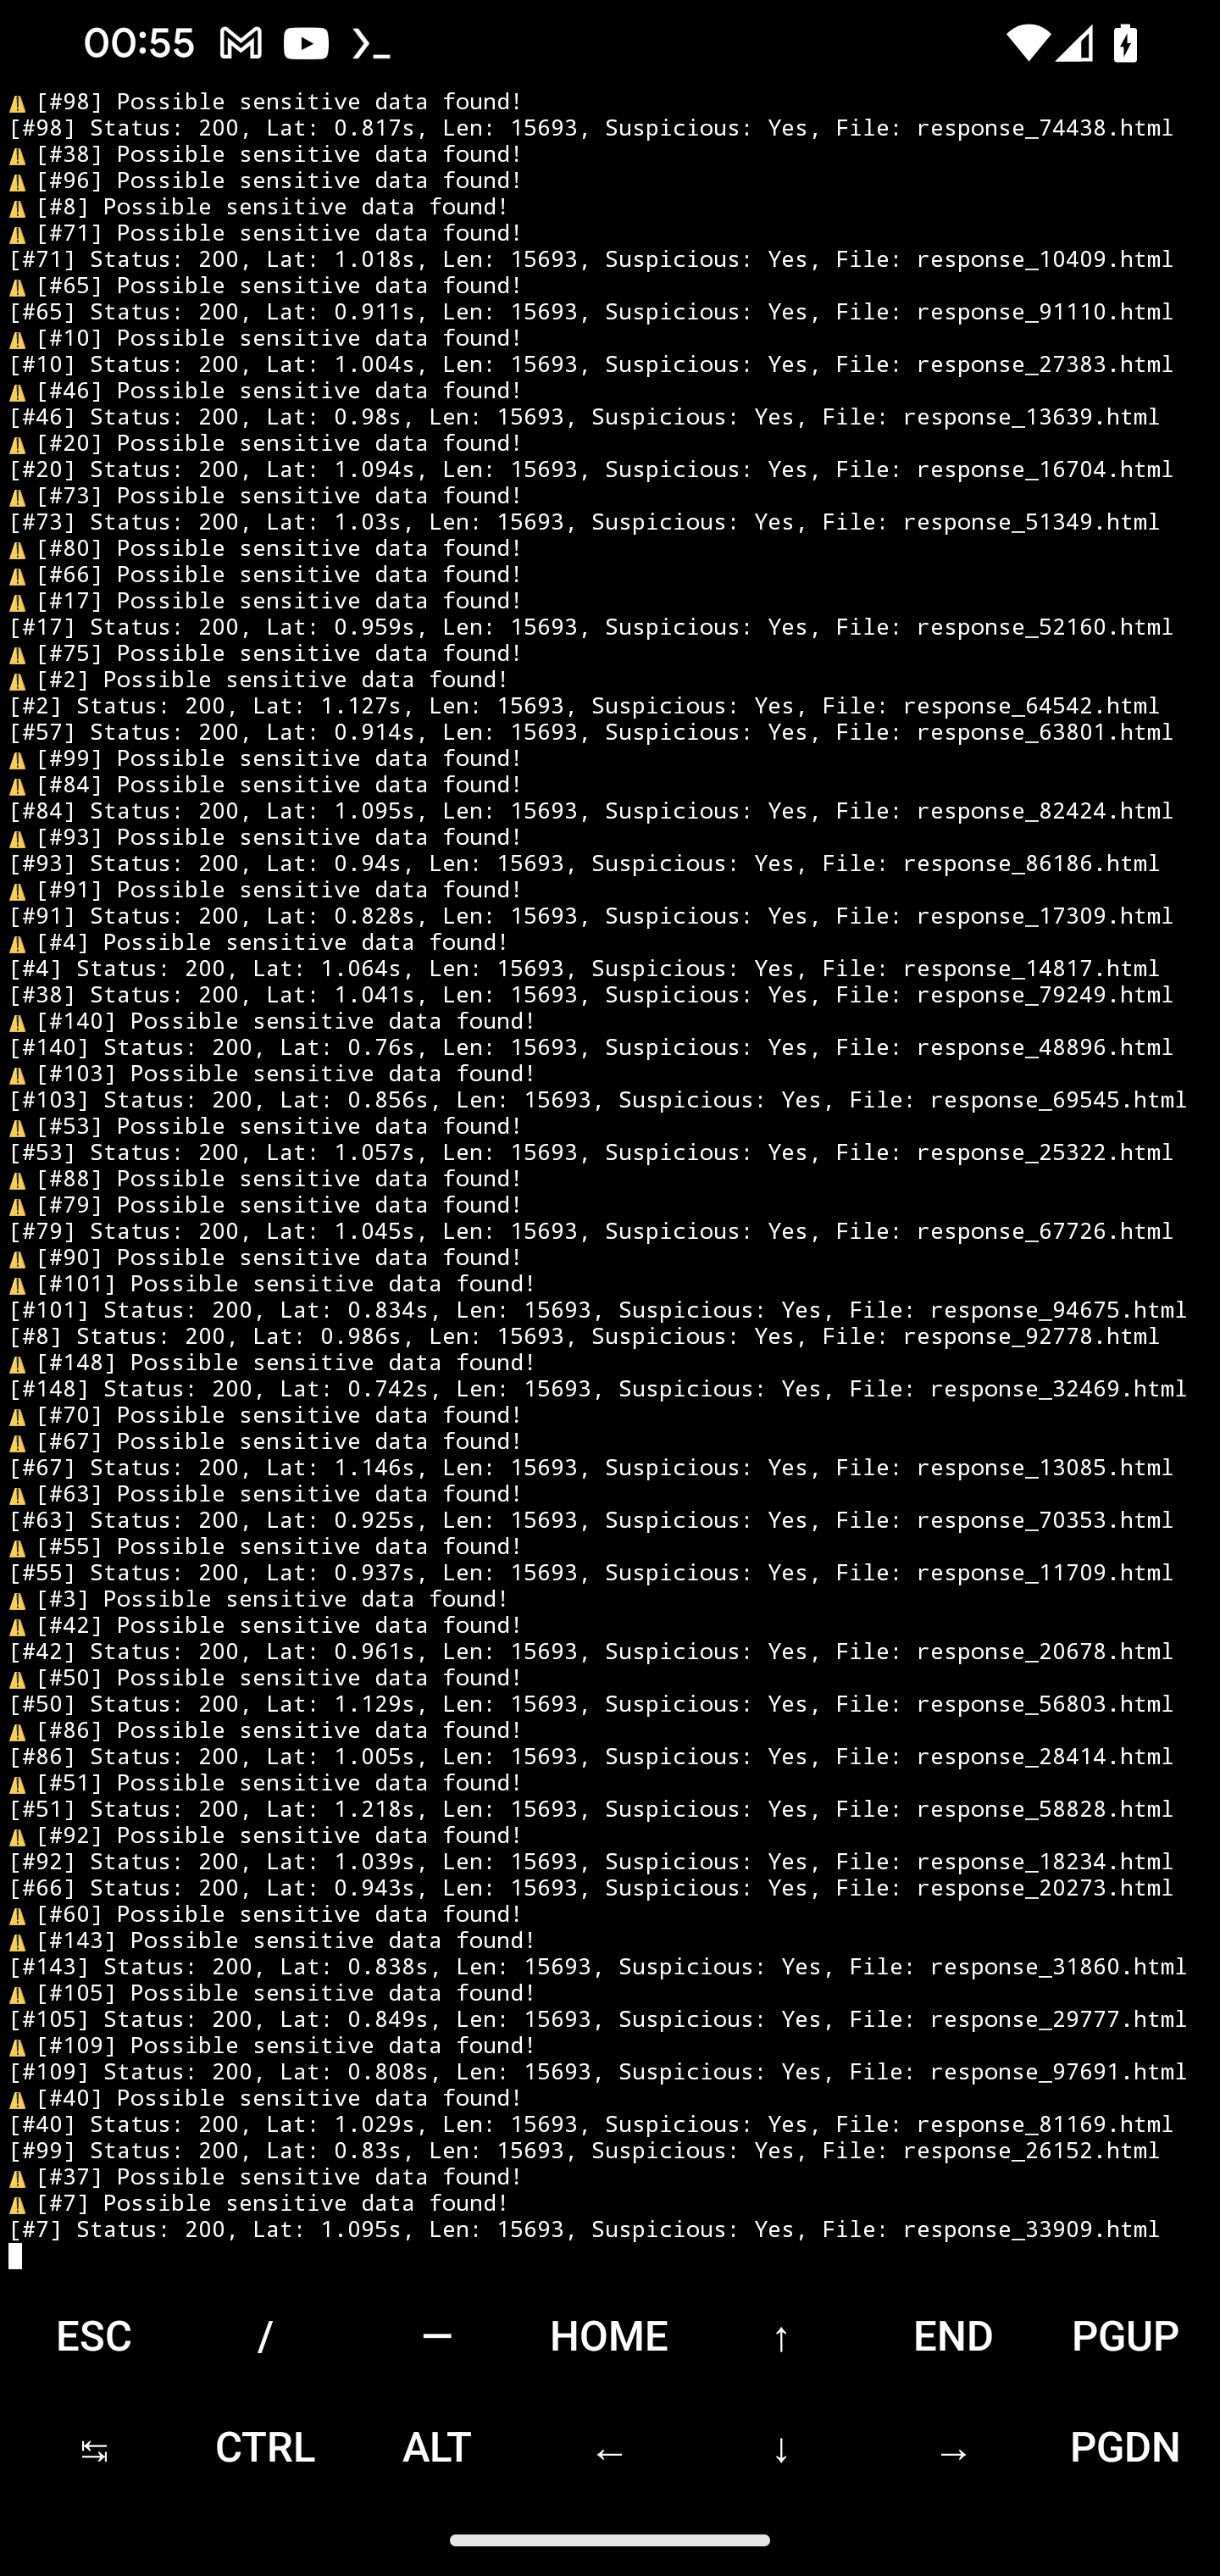 00:55
⚠ [#98] Possible sensitive data found!
[#98] Status: 200, Lat: 0.817s, Len: 15693, Suspicious: Yes, File: response_74438.html
⚠ [#38] Possible sensitive data found!
⚠ [#96] Possible sensitive data found!
⚠ [#8] Possible sensitive data found!
⚠ [#71] Possible sensitive data found!
[#71] Status: 200, Lat: 1.018s, Len: 15693, Suspicious: Yes, File: response_10409.html
⚠ [#65] Possible sensitive data found!
[#65] Status: 200, Lat: 0.911s, Len: 15693, Suspicious: Yes, File: response_91110.html
⚠ [#10] Possible sensitive data found!
[#10] Status: 200, Lat: 1.004s, Len: 15693, Suspicious: Yes, File: response_27383.html
⚠ [#46] Possible sensitive data found!
[#46] Status: 200, Lat: 0.98s, Len: 15693, Suspicious: Yes, File: response_13639.html
⚠ [#20] Possible sensitive data found!
[#20] Status: 200, Lat: 1.094s, Len: 15693, Suspicious: Yes, File: response_16704.html
⚠ [#73] Possible sensitive data found!
[#73] Status: 200, Lat: 1.03s, Len: 15693, Suspicious: Yes, File: response_51349.html
⚠ [#80] Possible sensitive data found!
⚠ [#66] Possible sensitive data found!
⚠ [#17] Possible sensitive data found!
[#17] Status: 200, Lat: 0.959s, Len: 15693, Suspicious: Yes, File: response_52160.html
⚠ [#75] Possible sensitive data found!
⚠ [#2] Possible sensitive data found!
[#2] Status: 200, Lat: 1.127s, Len: 15693, Suspicious: Yes, File: response_64542.html
[#57] Status: 200, Lat: 0.914s, Len: 15693, Suspicious: Yes, File: response_63801.html
⚠ [#99] Possible sensitive data found!
⚠ [#84] Possible sensitive data found!
[#84] Status: 200, Lat: 1.095s, Len: 15693, Suspicious: Yes, File: response_82424.html
⚠ [#93] Possible sensitive data found!
[#93] Status: 200, Lat: 0.94s, Len: 15693, Suspicious: Yes, File: response_86186.html
⚠ [#91] Possible sensitive data found!
[#91] Status: 200, Lat: 0.828s, Len: 15693, Suspicious: Yes, File: response_17309.html
⚠ [#4] Possible sensitive data found!
[#4] Status: 200, Lat: 1.064s, Len: 15693, Suspicious: Yes, File: response_14817.html
[#38] Status: 200, Lat: 1.041s, Len: 15693, Suspicious: Yes, File: response_79249.html
⚠ [#140] Possible sensitive data found!
[#140] Status: 200, Lat: 0.76s, Len: 15693, Suspicious: Yes, File: response_48896.html
⚠ [#103] Possible sensitive data found!
[#103] Status: 200, Lat: 0.856s, Len: 15693, Suspicious: Yes, File: response_69545.html
⚠ [#53] Possible sensitive data found!
[#53] Status: 200, Lat: 1.057s, Len: 15693, Suspicious: Yes, File: response_25322.html
⚠ [#88] Possible sensitive data found!
⚠ [#79] Possible sensitive data found!
[#79] Status: 200, Lat: 1.045s, Len: 15693, Suspicious: Yes, File: response_67726.html
⚠ [#90] Possible sensitive data found!
⚠ [#101] Possible sensitive data found!
[#101] Status: 200, Lat: 0.834s, Len: 15693, Suspicious: Yes, File: response_94675.html
[#8] Status: 200, Lat: 0.986s, Len: 15693, Suspicious: Yes, File: response_92778.html
⚠ [#148] Possible sensitive data found!
[#148] Status: 200, Lat: 0.742s, Len: 15693, Suspicious: Yes, File: response_32469.html
⚠ [#70] Possible sensitive data found!
⚠ [#67] Possible sensitive data found!
[#67] Status: 200, Lat: 1.146s, Len: 15693, Suspicious: Yes, File: response_13085.html
⚠ [#63] Possible sensitive data found!
[#63] Status: 200, Lat: 0.925s, Len: 15693, Suspicious: Yes, File: response_70353.html
⚠ [#55] Possible sensitive data found!
[#55] Status: 200, Lat: 0.937s, Len: 15693, Suspicious: Yes, File: response_11709.html
⚠ [#3] Possible sensitive data found!
⚠ [#42] Possible sensitive data found!
[#42] Status: 200, Lat: 0.961s, Len: 15693, Suspicious: Yes, File: response_20678.html
⚠ [#50] Possible sensitive data found!
[#50] Status: 200, Lat: 1.129s, Len: 15693, Suspicious: Yes, File: response_56803.html
⚠ [#86] Possible sensitive data found!
[#86] Status: 200, Lat: 1.005s, Len: 15693, Suspicious: Yes, File: response_28414.html
⚠ [#51] Possible sensitive data found!
[#51] Status: 200, Lat: 1.218s, Len: 15693, Suspicious: Yes, File: response_58828.html
⚠ [#92] Possible sensitive data found!
[#92] Status: 200, Lat: 1.039s, Len: 15693, Suspicious: Yes, File: response_18234.html
[#66] Status: 200, Lat: 0.943s, Len: 15693, Suspicious: Yes, File: response_20273.html
⚠ [#60] Possible sensitive data found!
⚠ [#143] Possible sensitive data found!
[#143] Status: 200, Lat: 0.838s, Len: 15693, Suspicious: Yes, File: response_31860.html
⚠ [#105] Possible sensitive data found!
[#105] Status: 200, Lat: 0.849s, Len: 15693, Suspicious: Yes, File: response_29777.html
⚠ [#109] Possible sensitive data found!
[#109] Status: 200, Lat: 0.808s, Len: 15693, Suspicious: Yes, File: response_97691.html
⚠ [#40] Possible sensitive data found!
[#40] Status: 200, Lat: 1.029s, Len: 15693, Suspicious: Yes, File: response_81169.html
[#99] Status: 200, Lat: 0.83s, Len: 15693, Suspicious: Yes, File: response_26152.html
⚠ [#37] Possible sensitive data found!
⚠ [#7] Possible sensitive data found!
[#7] Status: 200, Lat: 1.095s, Len: 15693, Suspicious: Yes, File: response_33909.html
ESC / — HOME ↑ END PGUP
↹ CTRL ALT ← ↓ → PGDN